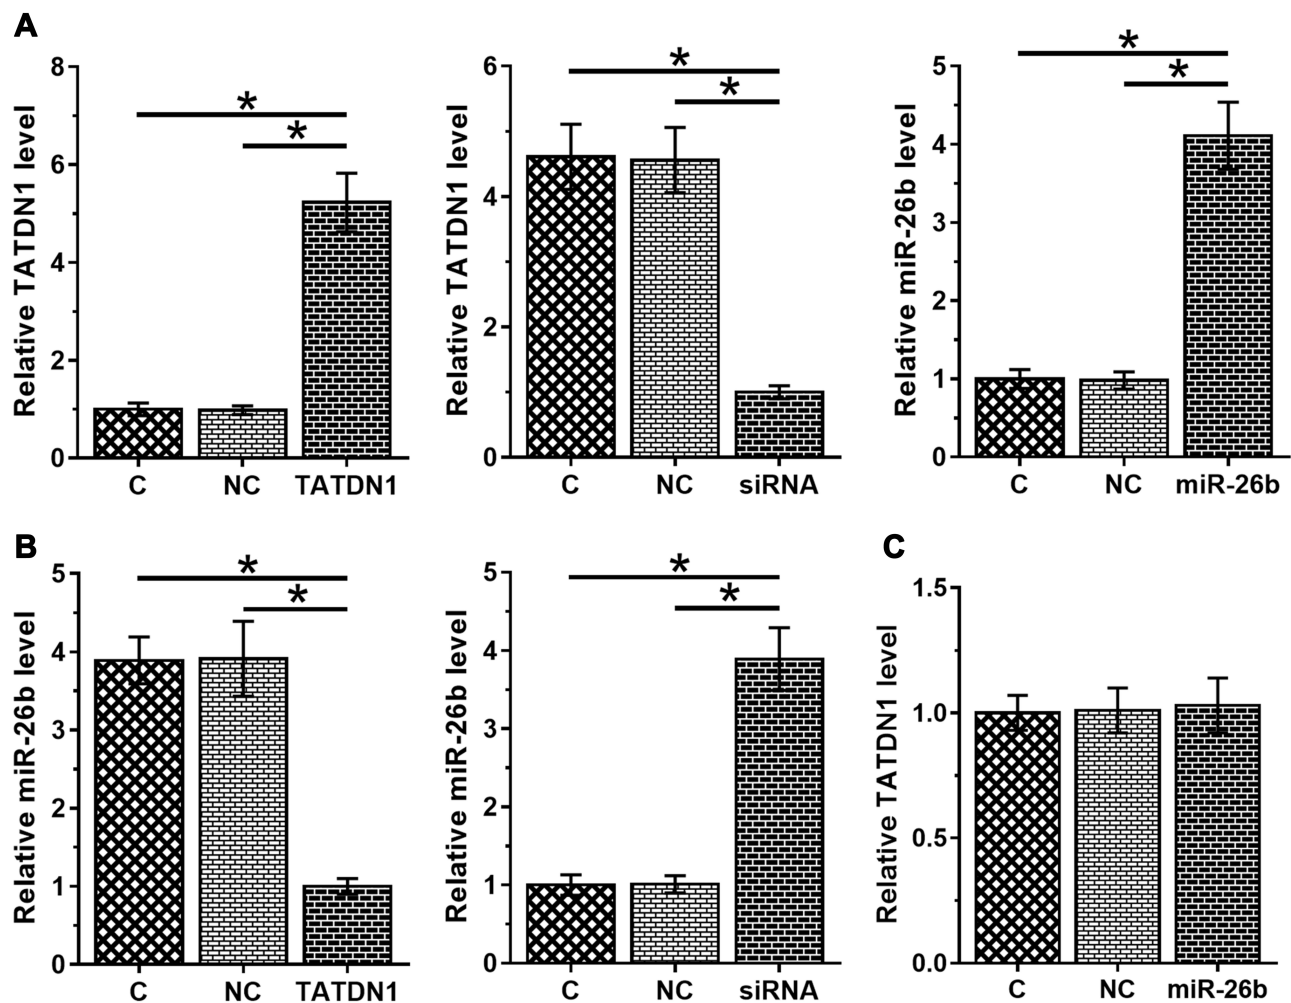 A
Relative TATDN1 level
8
6
4
2
0
*
*
C NC TATDN1
Relative TATDN1 level
6
4
2
0
*
*
C NC siRNA
Relative miR-26b level
5
4
3
2
1
0
*
*
C NC miR-26b
B
Relative miR-26b level
5
4
3
2
1
0
*
*
C NC TATDN1
Relative miR-26b level
5
4
3
2
1
0
*
*
C NC siRNA
C
Relative TATDN1 level
1.5
1.0
0.5
0.0
C NC miR-26b